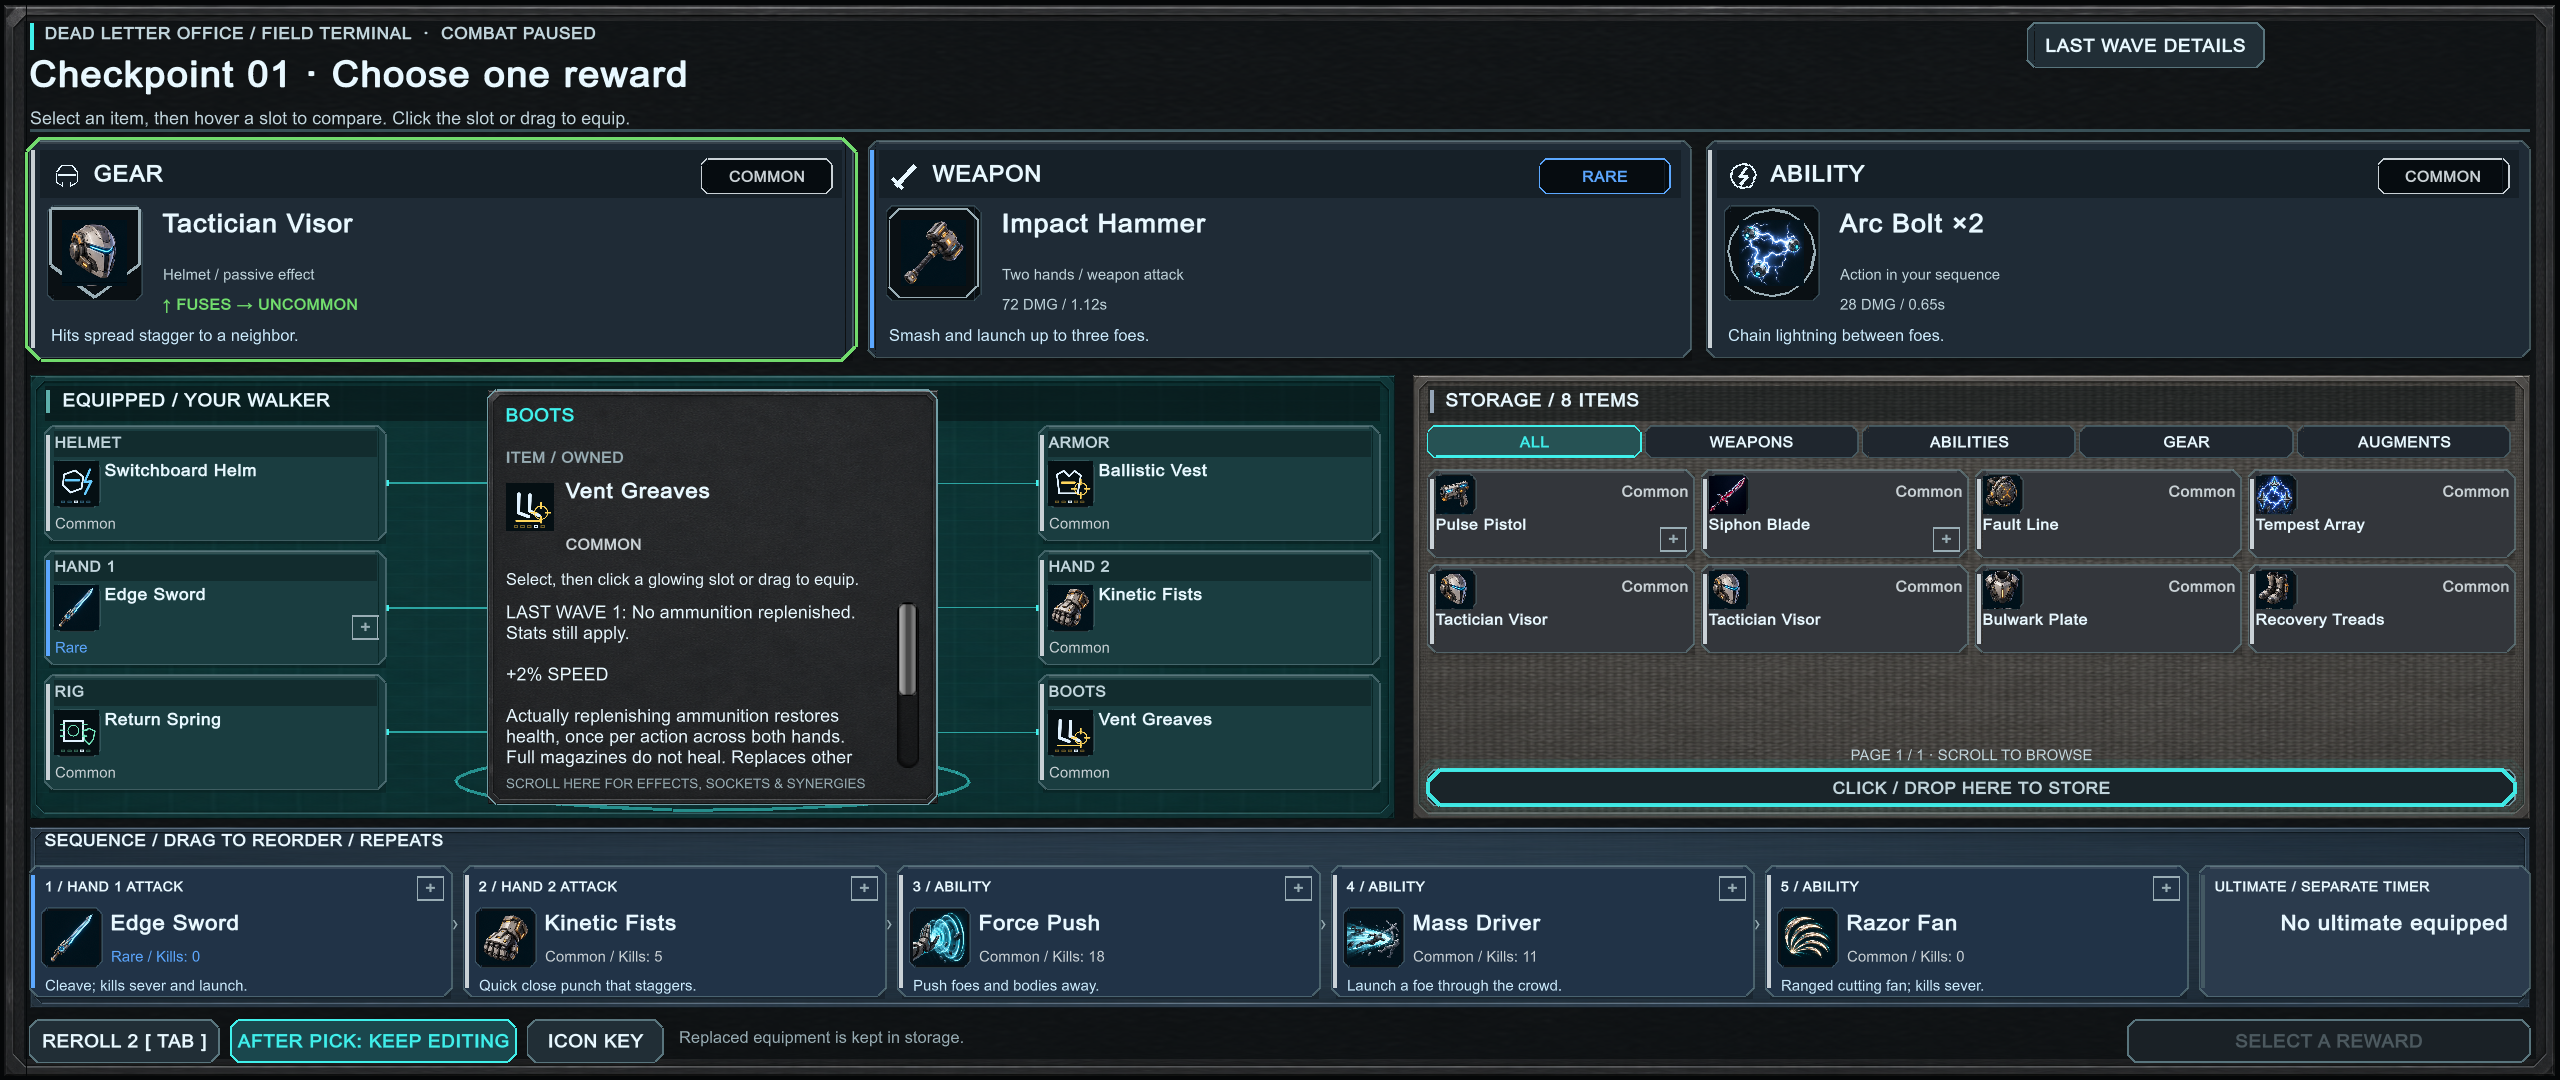 DEAD LETTER OFFICE / FIELD TERMINAL · COMBAT PAUSED
LAST WAVE DETAILS
Checkpoint 01 · Choose one reward
Select an item, then hover a slot to compare. Click the slot or drag to equip.
GEAR
COMMON
Tactician Visor
Helmet / passive effect
↑ FUSES → UNCOMMON
Hits spread stagger to a neighbor.
WEAPON
RARE
Impact Hammer
Two hands / weapon attack
72 DMG / 1.12s
Smash and launch up to three foes.
ABILITY
COMMON
Arc Bolt ×2
Action in your sequence
28 DMG / 0.65s
Chain lightning between foes.
EQUIPPED / YOUR WALKER
HELMET
Switchboard Helm
Common
HAND 1
Edge Sword
+
Rare
RIG
Return Spring
Common
BOOTS
ITEM / OWNED
Vent Greaves
COMMON
Select, then click a glowing slot or drag to equip.
LAST WAVE 1: No ammunition replenished.
Stats still apply.
+2% SPEED
Actually replenishing ammunition restores
health, once per action across both hands.
Full magazines do not heal. Replaces other
SCROLL HERE FOR EFFECTS, SOCKETS & SYNERGIES
ARMOR
Ballistic Vest
Common
HAND 2
Kinetic Fists
Common
BOOTS
Vent Greaves
Common
STORAGE / 8 ITEMS
ALL
WEAPONS
ABILITIES
GEAR
AUGMENTS
Common
Pulse Pistol
+
Common
Siphon Blade
+
Common
Fault Line
Common
Tempest Array
Common
Tactician Visor
Common
Tactician Visor
Common
Bulwark Plate
Common
Recovery Treads
PAGE 1 / 1 · SCROLL TO BROWSE
CLICK / DROP HERE TO STORE
SEQUENCE / DRAG TO REORDER / REPEATS
1 / HAND 1 ATTACK
+
Edge Sword
Rare / Kills: 0
Cleave; kills sever and launch.
2 / HAND 2 ATTACK
+
Kinetic Fists
Common / Kills: 5
Quick close punch that staggers.
3 / ABILITY
+
Force Push
Common / Kills: 18
Push foes and bodies away.
4 / ABILITY
+
Mass Driver
Common / Kills: 11
Launch a foe through the crowd.
5 / ABILITY
+
Razor Fan
Common / Kills: 0
Ranged cutting fan; kills sever.
ULTIMATE / SEPARATE TIMER
No ultimate equipped
REROLL 2 [ TAB ]
AFTER PICK: KEEP EDITING
ICON KEY
Replaced equipment is kept in storage.
SELECT A REWARD